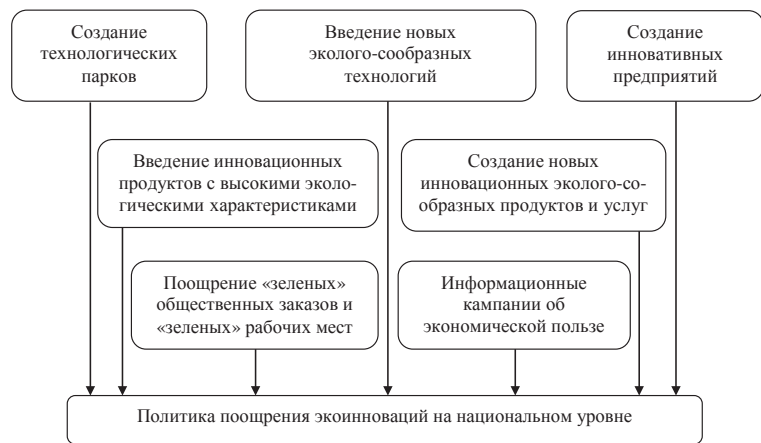 Создание
технологических
парков
Введение новых
эколого-сообразных
технологий
Создание
инновативных
предприятий
Введение инновационных
продуктов с высокими эколо-
гическими характеристиками
Создание новых
инновационных эколого-со-
образных продуктов и услуг
Поощрение «зеленых»
общественных заказов и
«зеленых» рабочих мест
Информационные
кампании об
экономической пользе
Политика поощрения экоинноваций на национальном уровне